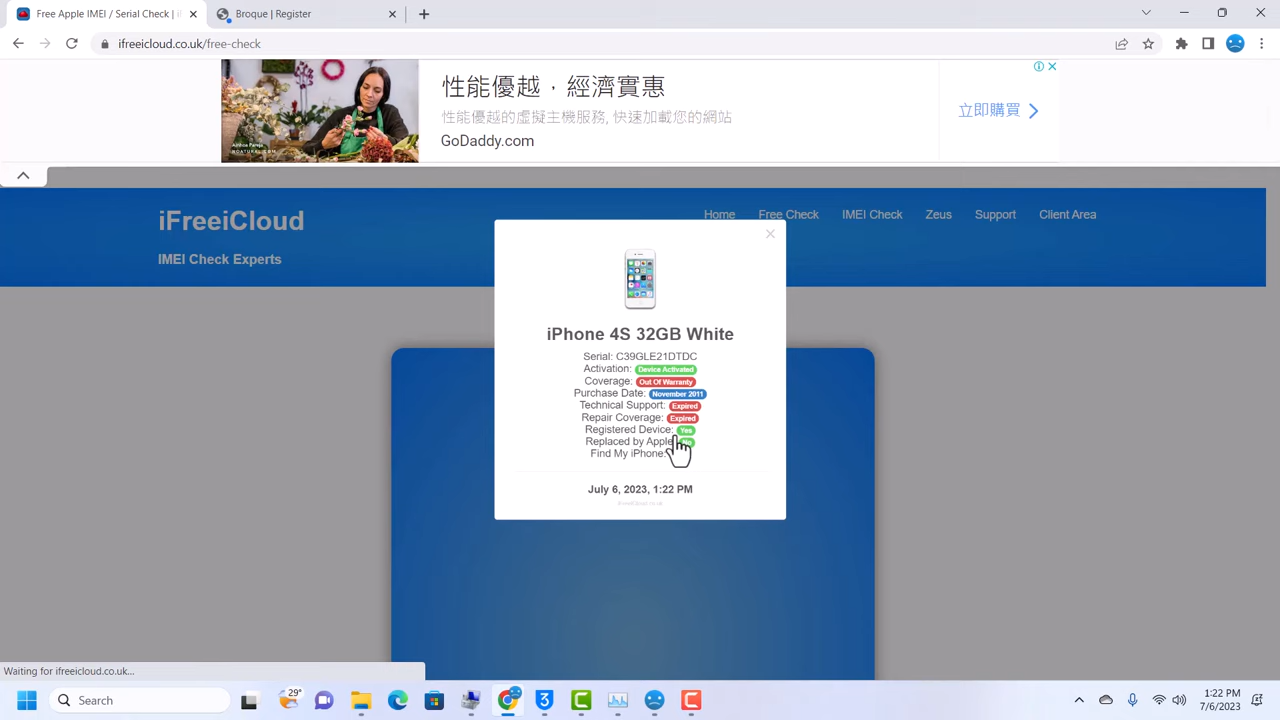 Free Apple IMEI / Serial Check | i
Broque | Register
ifreeicloud.co.uk/free-check
性能優越，經濟實惠
性能優越的虛擬主機服務, 快速加載您的網站
GoDaddy.com
立即購買
iFreeiCloud
IMEI Check Experts
Home Free Check IMEI Check Zeus Support Client Area
iPhone 4S 32GB White
Serial: C39GLE21DTDC
Activation: Device Activated
Coverage: Out Of Warranty
Purchase Date: November 2011
Technical Support: Expired
Repair Coverage: Expired
Registered Device: Yes
Replaced by Apple: No
Find My iPhone:
July 6, 2023, 1:22 PM
iFreeiCloud.co.uk
Waiting for ifreeicloud.co.uk...
Search
29°
1:22 PM
7/6/2023